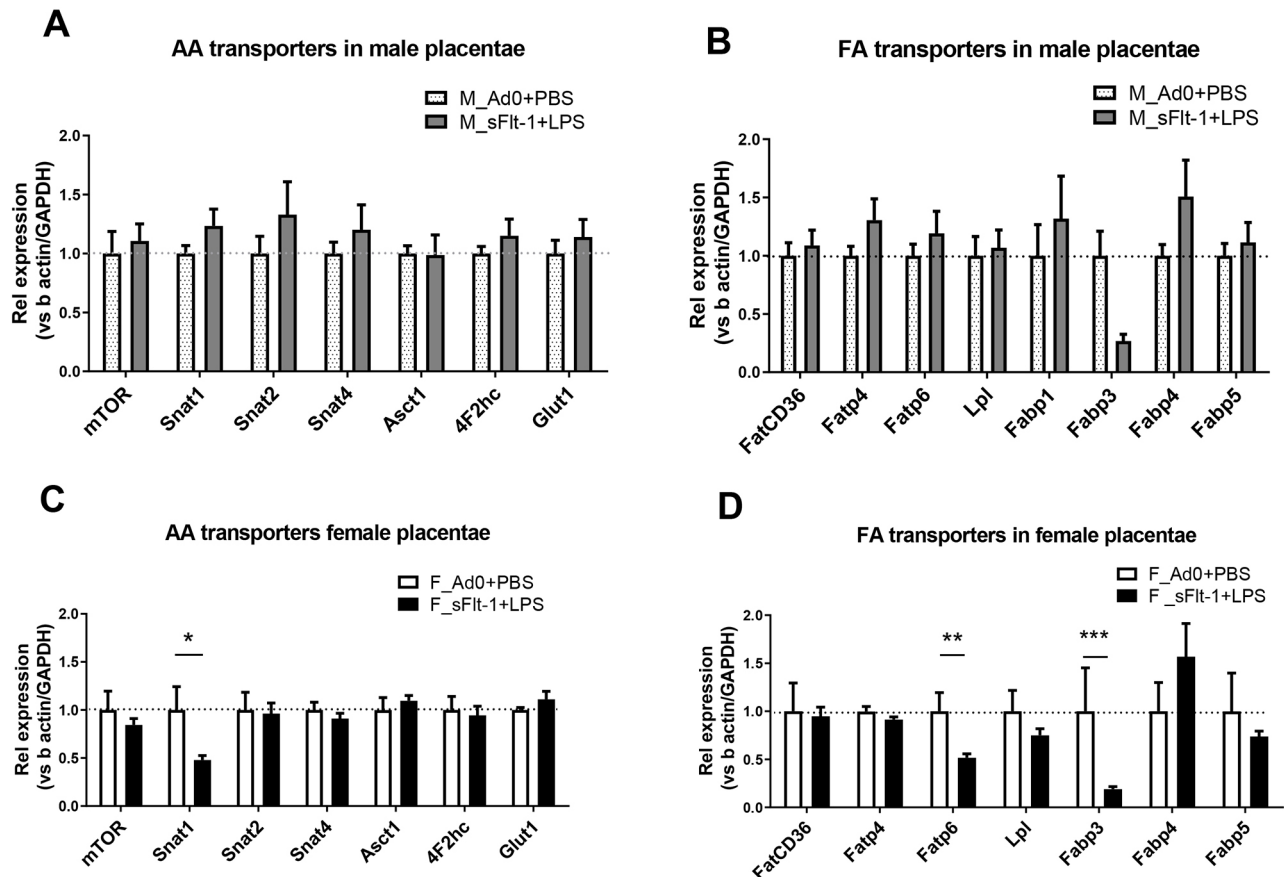 A
AA transporters in male placentae
M_Ad0+PBS
M_sFlt-1+LPS
Rel expression
(vs b actin/GAPDH)
2.0
1.5
1.0
0.5
0.0
mTOR
Snat1
Snat2
Snat4
Asct1
4F2hc
Glut1
B
FA transporters in male placentae
M_Ad0+PBS
M_sFlt-1+LPS
Rel expression
(vs b actin/GAPDH)
2.0
1.5
1.0
0.5
0.0
FatCD36
Fatp4
Fatp6
Lpl
Fabp1
Fabp3
Fabp4
Fabp5
C
AA transporters female placentae
F_Ad0+PBS
F_sFlt-1+LPS
Rel expression
(vs b actin/GAPDH)
2.0
1.5
1.0
0.5
0.0
*
mTOR
Snat1
Snat2
Snat4
Asct1
4F2hc
Glut1
D
FA transporters in female placentae
F_Ad0+PBS
F_sFlt-1+LPS
Rel expression
(vs b actin/GAPDH)
2.0
1.5
1.0
0.5
0.0
**
***
FatCD36
Fatp4
Fatp6
Lpl
Fabp3
Fabp4
Fabp5